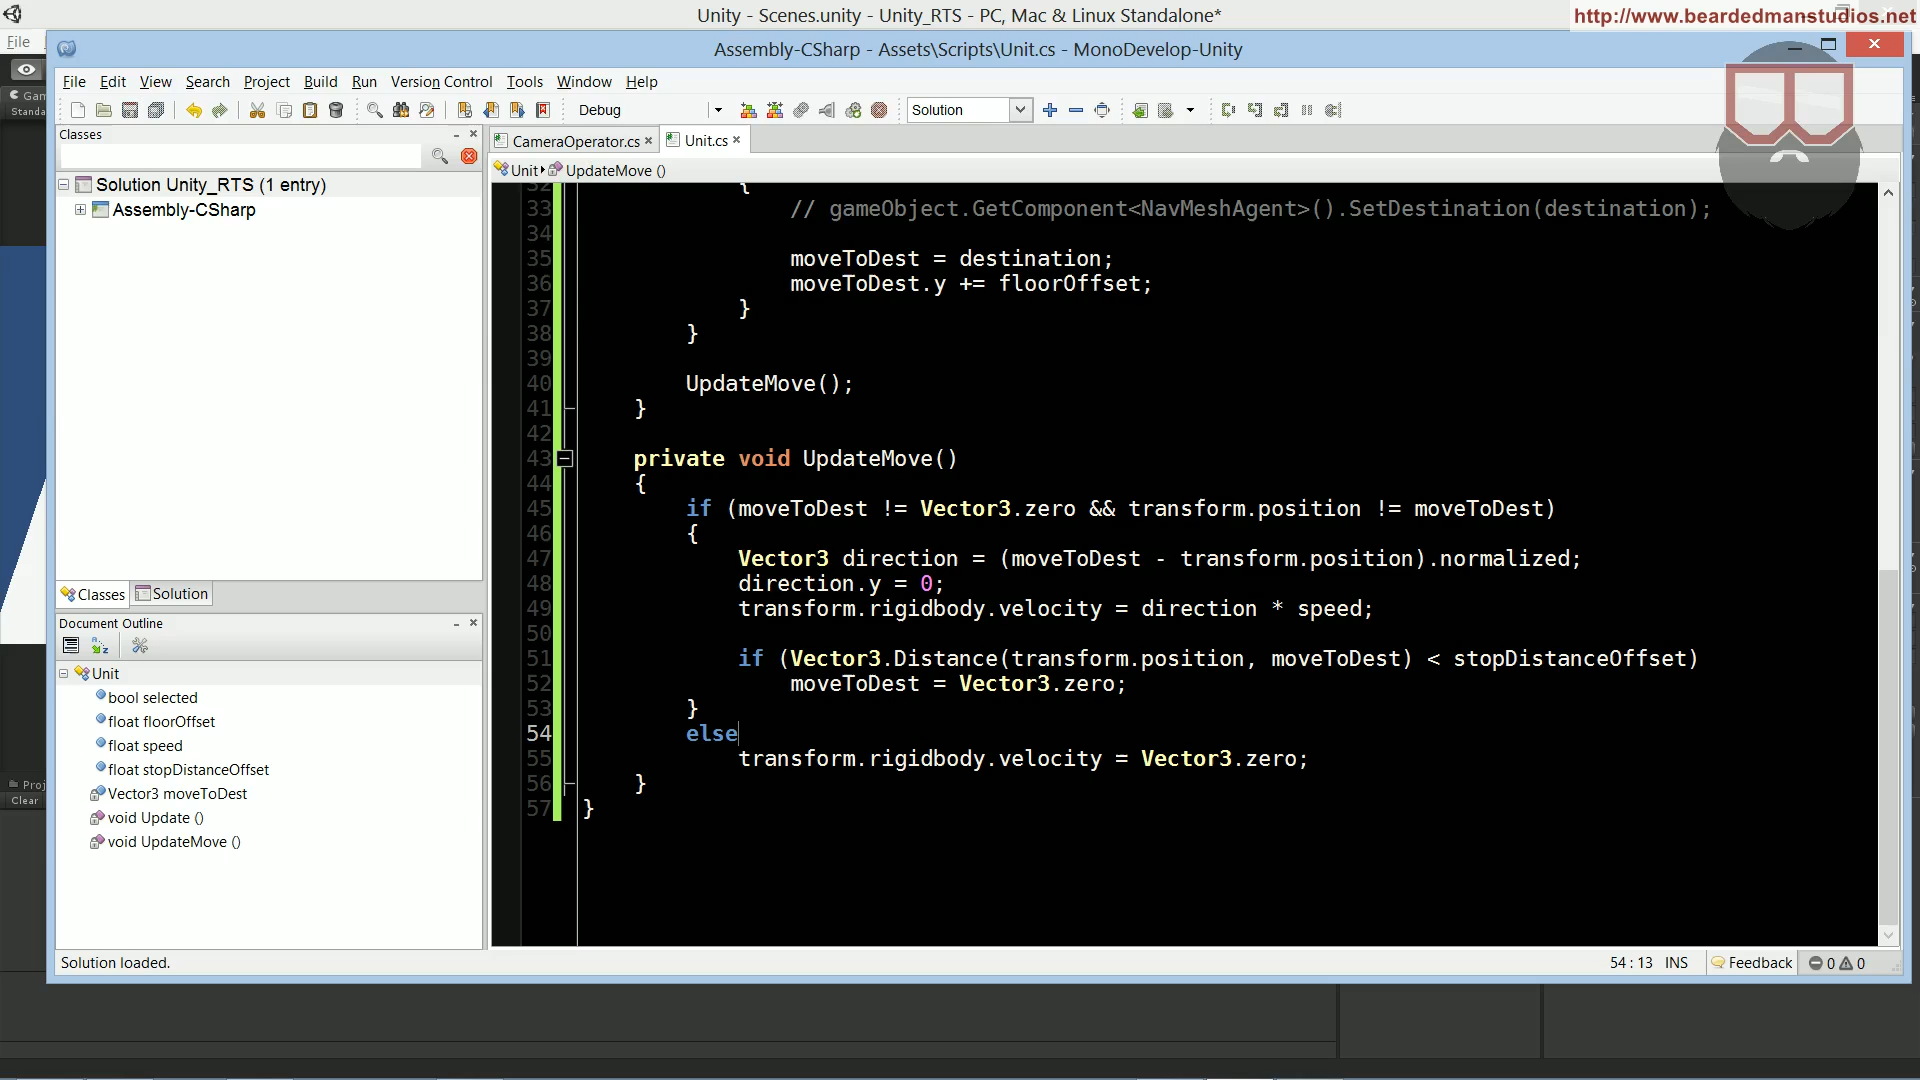 Unity - Scenes.unity - Unity_RTS - PC, Mac & Linux Standalone*
http://www.beardedmanstudios.net
File
Assembly-CSharp - Assets\Scripts\Unit.cs - MonoDevelop-Unity
File Edit View Search Project Build Run Version Control Tools Window Help
Gam
Standa
Debug
Solution
Classes
CameraOperator.cs
Unit.cs
Unit
UpdateMove ()
Solution Unity_RTS (1 entry)
Assembly-CSharp
Classes
Solution
Document Outline
Unit
bool selected
float floorOffset
float speed
float stopDistanceOffset
Vector3 moveToDest
void Update ()
void UpdateMove ()
Proj
Clear
32 {
33 // gameObject.GetComponent<NavMeshAgent>().SetDestination(destination);
34
35 moveToDest = destination;
36 moveToDest.y += floorOffset;
37 }
38 }
39
40 UpdateMove();
41 }
42
43 private void UpdateMove()
44 {
45 if (moveToDest != Vector3.zero && transform.position != moveToDest)
46 {
47 Vector3 direction = (moveToDest - transform.position).normalized;
48 direction.y = 0;
49 transform.rigidbody.velocity = direction * speed;
50
51 if (Vector3.Distance(transform.position, moveToDest) < stopDistanceOffset)
52 moveToDest = Vector3.zero;
53 }
54 else
55 transform.rigidbody.velocity = Vector3.zero;
56 }
57 }
Solution loaded.
54 : 13 INS
Feedback
0 0